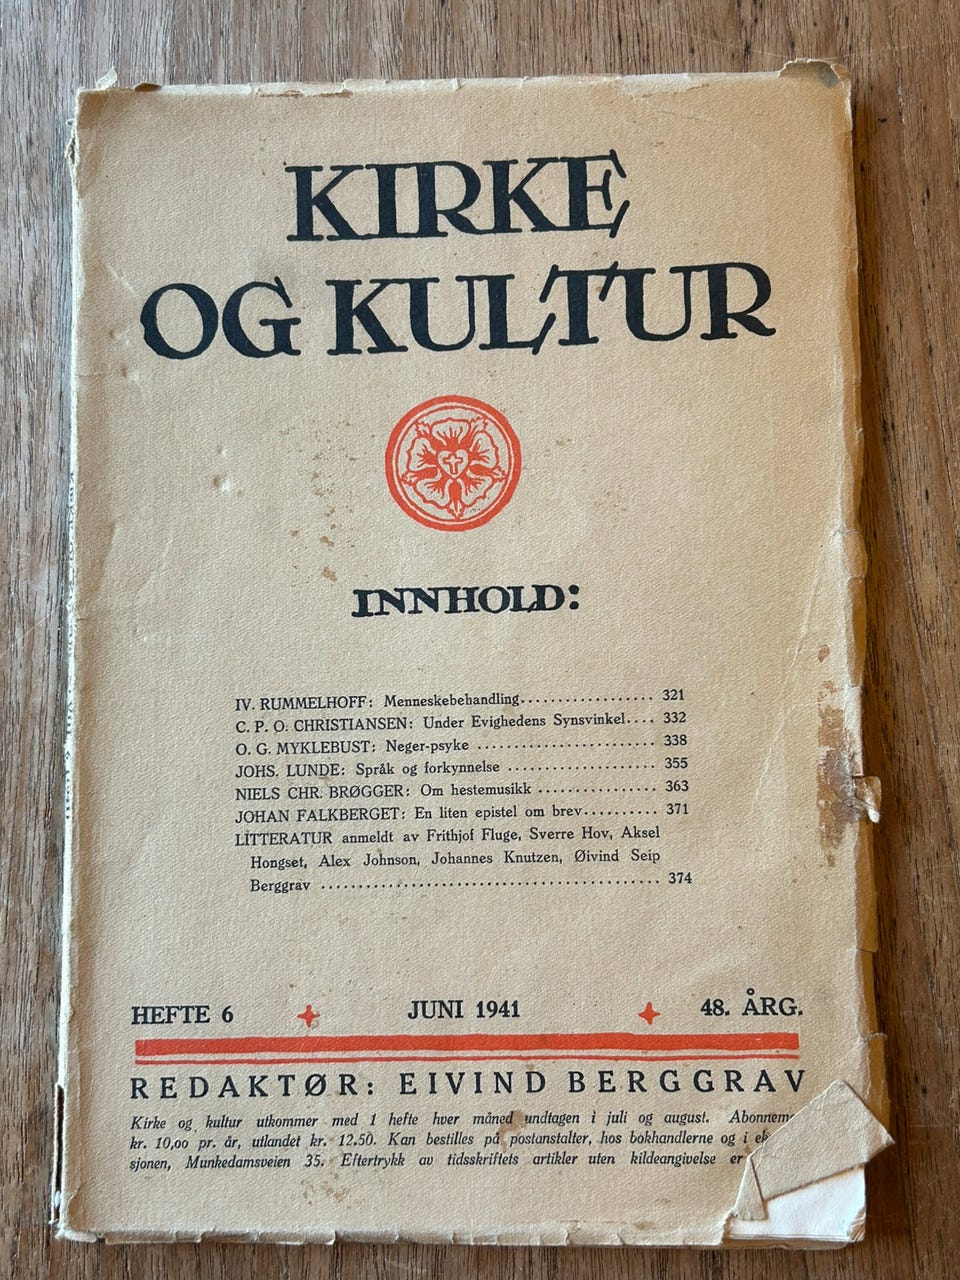 KIRKE
OG KULTUR
INNHOLD:
IV. RUMMELHOFF: Menneskebehandling.................. 321
C. P. O. CHRISTIANSEN: Under Evighedens Synsvinkel.... 332
O. G. MYKLEBUST: Neger-psyke ........................ 338
JOHS. LUNDE: Språk og forkynnelse .................... 355
NIELS CHR. BRØGGER: Om hestemusikk ............. 363
JOHAN FALKBERGET: En liten epistel om brev.......... 371
LITTERATUR anmeldt av Frithjof Fluge, Sverre Hov, Aksel
Hongset, Alex Johnson, Johannes Knutzen, Øivind Seip
Berggrav ............................................. 374
HEFTE 6 JUNI 1941 48. ÅRG.
REDAKTØR: EIVIND BERGGRAV
Kirke og kultur utkommer med 1 hefte hver måned undtagen i juli og august.
kr. 10,00 pr. år, utlandet kr. 12.50. Kan bestilles på postanstalter, hos bokhandlerne og i
sjonen, Munkedamsveien 35. Eftertrykk av tidsskriftets artikler uten kildeangivelse er